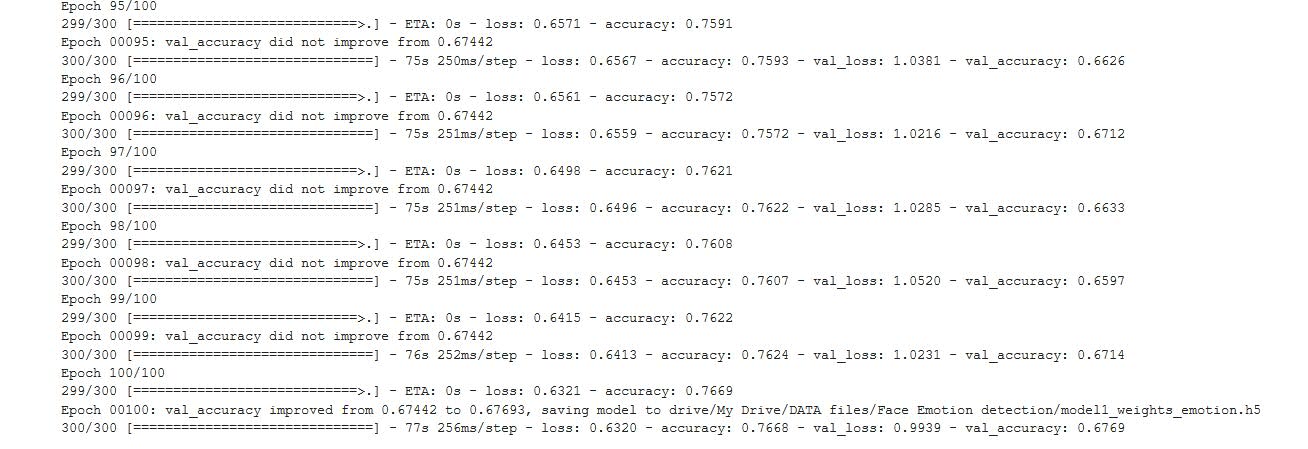 Epoch 95/100
299/300 [============================>.] - ETA: 0s - loss: 0.6571 - accuracy: 0.7591
Epoch 00095: val_accuracy did not improve from 0.67442
300/300 [==============================] - 75s 250ms/step - loss: 0.6567 - accuracy: 0.7593 - val_loss: 1.0381 - val_accuracy: 0.6626
Epoch 96/100
299/300 [============================>.] - ETA: 0s - loss: 0.6561 - accuracy: 0.7572
Epoch 00096: val_accuracy did not improve from 0.67442
300/300 [==============================] - 75s 251ms/step - loss: 0.6559 - accuracy: 0.7572 - val_loss: 1.0216 - val_accuracy: 0.6712
Epoch 97/100
299/300 [============================>.] - ETA: 0s - loss: 0.6498 - accuracy: 0.7621
Epoch 00097: val_accuracy did not improve from 0.67442
300/300 [==============================] - 75s 251ms/step - loss: 0.6496 - accuracy: 0.7622 - val_loss: 1.0285 - val_accuracy: 0.6633
Epoch 98/100
299/300 [============================>.] - ETA: 0s - loss: 0.6453 - accuracy: 0.7608
Epoch 00098: val_accuracy did not improve from 0.67442
300/300 [==============================] - 75s 251ms/step - loss: 0.6453 - accuracy: 0.7607 - val_loss: 1.0520 - val_accuracy: 0.6597
Epoch 99/100
299/300 [============================>.] - ETA: 0s - loss: 0.6415 - accuracy: 0.7622
Epoch 00099: val_accuracy did not improve from 0.67442
300/300 [==============================] - 76s 252ms/step - loss: 0.6413 - accuracy: 0.7624 - val_loss: 1.0231 - val_accuracy: 0.6714
Epoch 100/100
299/300 [============================>.] - ETA: 0s - loss: 0.6321 - accuracy: 0.7669
Epoch 00100: val_accuracy improved from 0.67442 to 0.67693, saving model to drive/My Drive/DATA files/Face Emotion detection/model1_weights_emotion.h5
300/300 [==============================] - 77s 256ms/step - loss: 0.6320 - accuracy: 0.7668 - val_loss: 0.9939 - val_accuracy: 0.6769